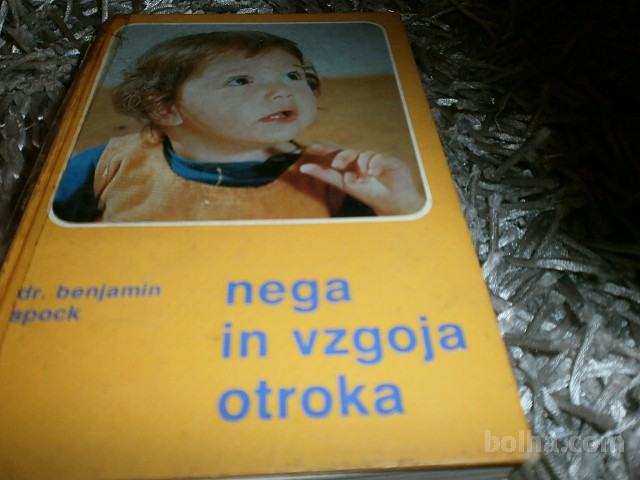 dr. benjamin
spock
nega
in vzgoja
otroka
bolha.com